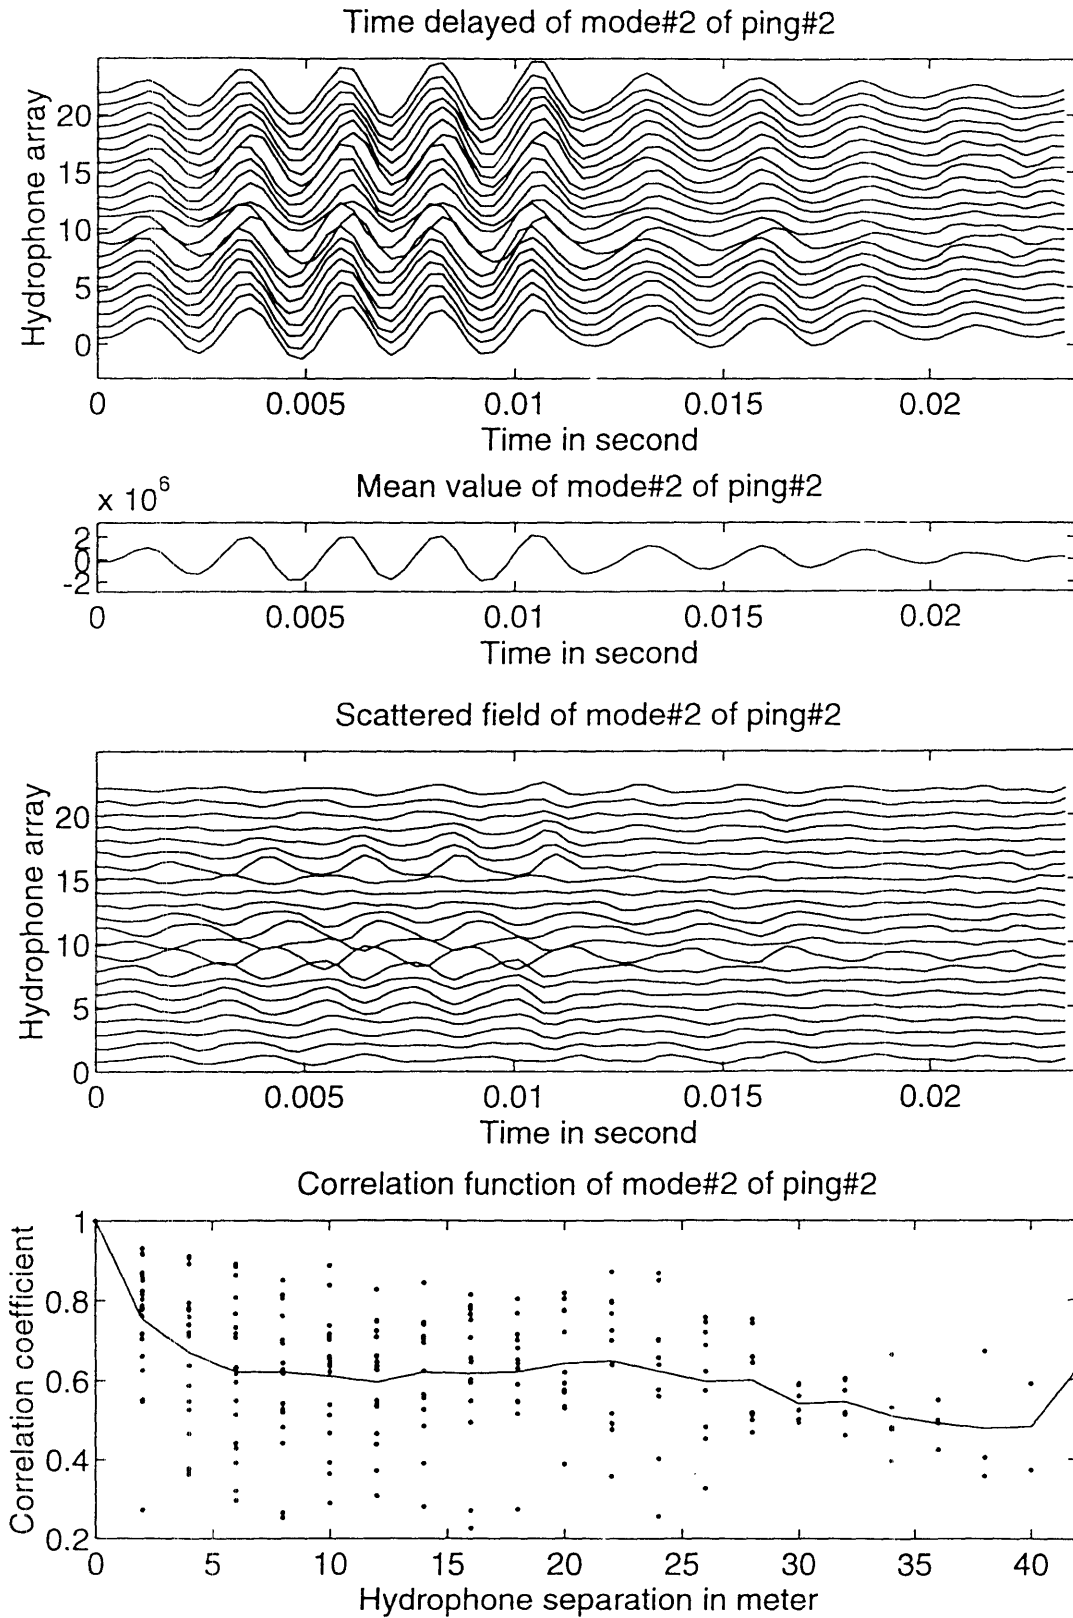 Time delayed of mode#2 of ping#2
Hydrophone array
20
15
10
5
0
0 0.005 0.01 0.015 0.02
Time in second
x 10^6
Mean value of mode#2 of ping#2
2
0
-2
0 0.005 0.01 0.015 0.02
Time in second
Scattered field of mode#2 of ping#2
Hydrophone array
20
15
10
5
0
0 0.005 0.01 0.015 0.02
Time in second
Correlation function of mode#2 of ping#2
Correlation coefficient
1
0.8
0.6
0.4
0.2
0 5 10 15 20 25 30 35 40
Hydrophone separation in meter